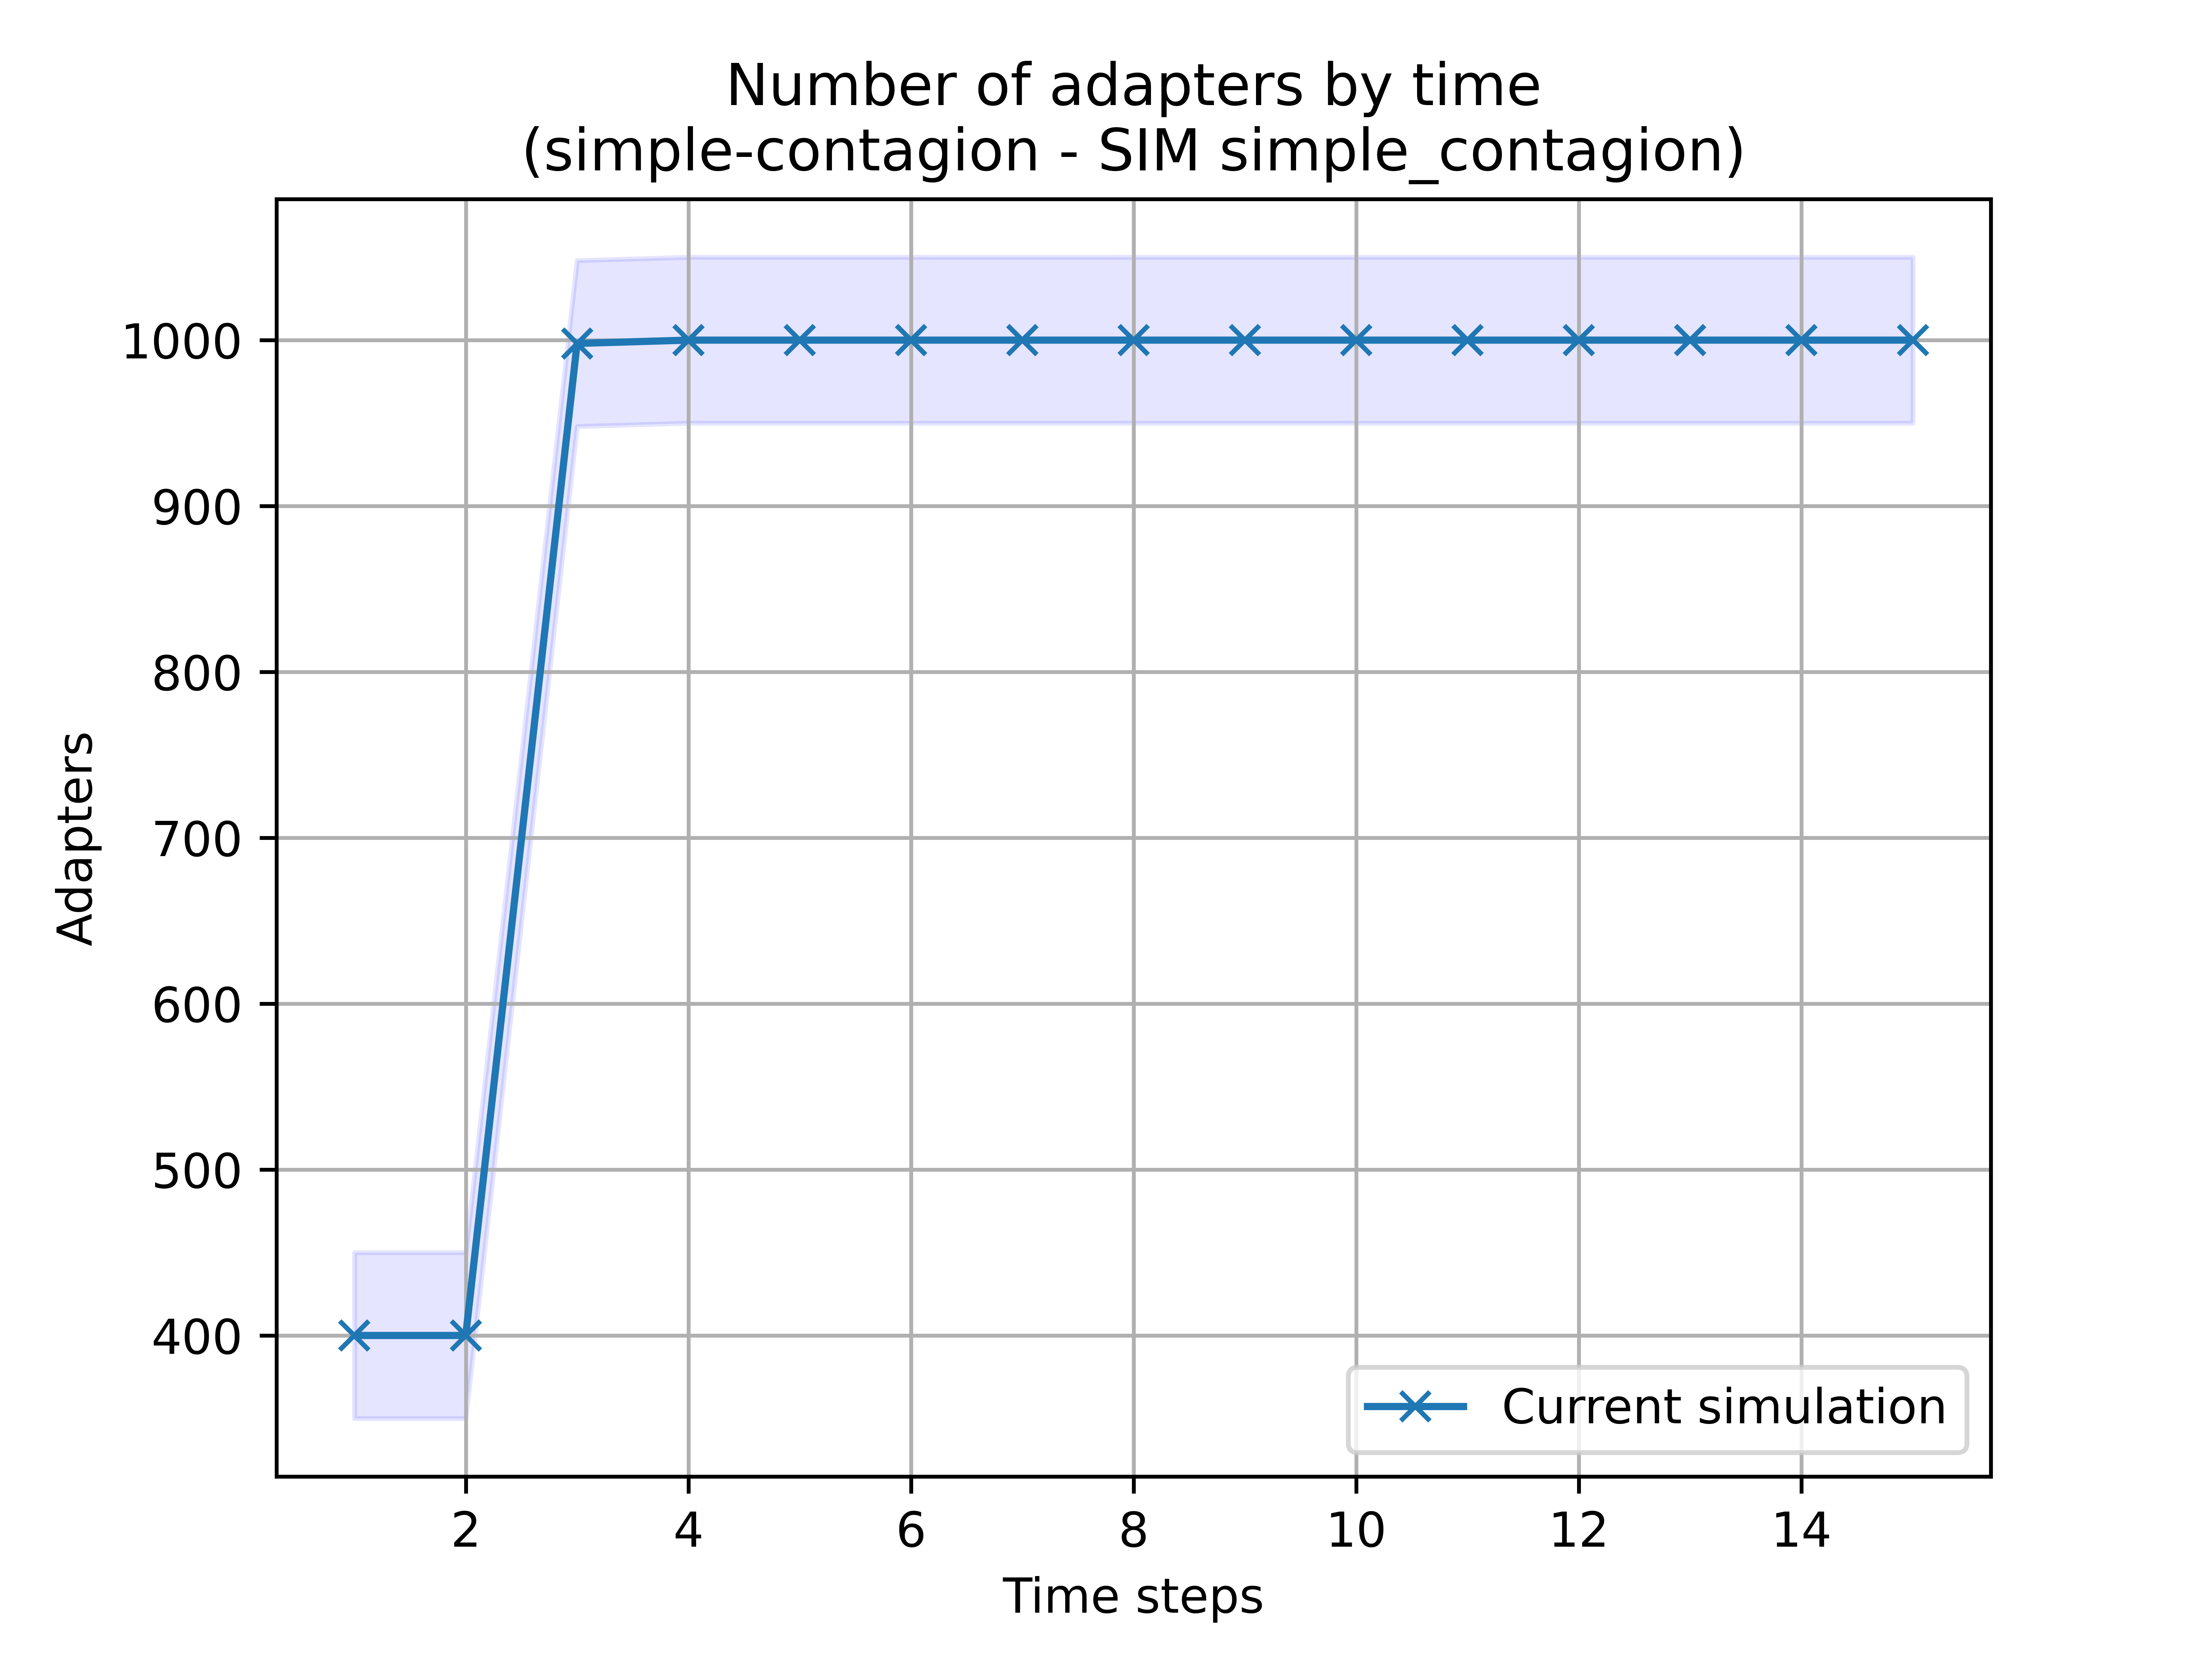 Number of adapters by time
(simple-contagion - SIM simple_contagion)
1000
900
800
700
600
500
400
Adapters
Current simulation
2 4 6 8 10 12 14
Time steps